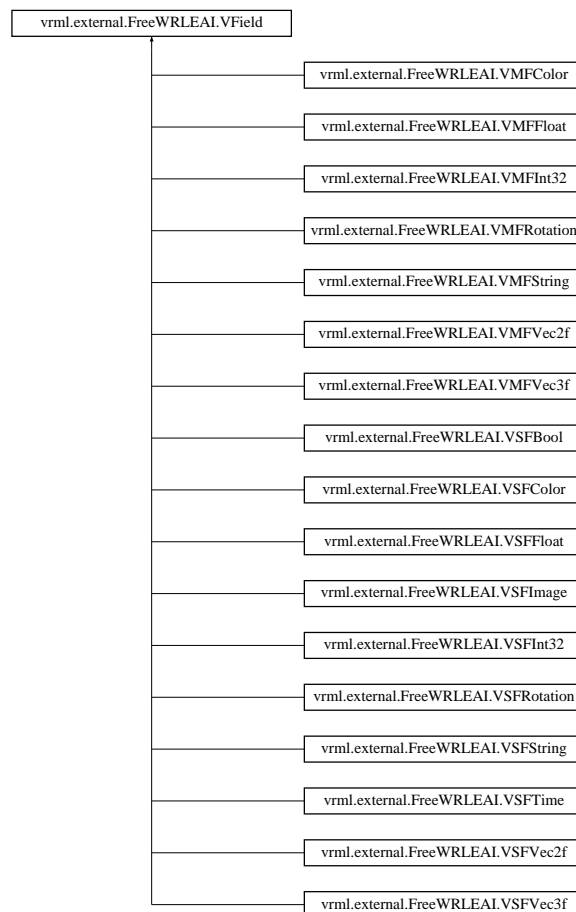 vrml.external.FreeWRLEAI.VField
vrml.external.FreeWRLEAI.VMFColor
vrml.external.FreeWRLEAI.VMFFloat
vrml.external.FreeWRLEAI.VMFInt32
vrml.external.FreeWRLEAI.VMFRotation
vrml.external.FreeWRLEAI.VMFString
vrml.external.FreeWRLEAI.VMFVec2f
vrml.external.FreeWRLEAI.VMFVec3f
vrml.external.FreeWRLEAI.VSFBool
vrml.external.FreeWRLEAI.VSFColor
vrml.external.FreeWRLEAI.VSFFloat
vrml.external.FreeWRLEAI.VSFImage
vrml.external.FreeWRLEAI.VSFInt32
vrml.external.FreeWRLEAI.VSFRotation
vrml.external.FreeWRLEAI.VSFString
vrml.external.FreeWRLEAI.VSFTime
vrml.external.FreeWRLEAI.VSFVec2f
vrml.external.FreeWRLEAI.VSFVec3f